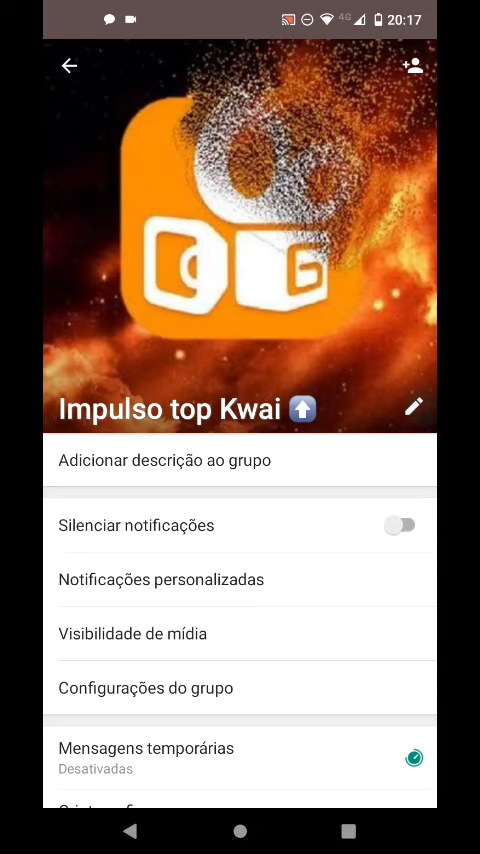 4G 20:17
Impulso top Kwai ⬆
Adicionar descrição ao grupo
Silenciar notificações
Notificações personalizadas
Visibilidade de mídia
Configurações do grupo
Mensagens temporárias
Desativadas